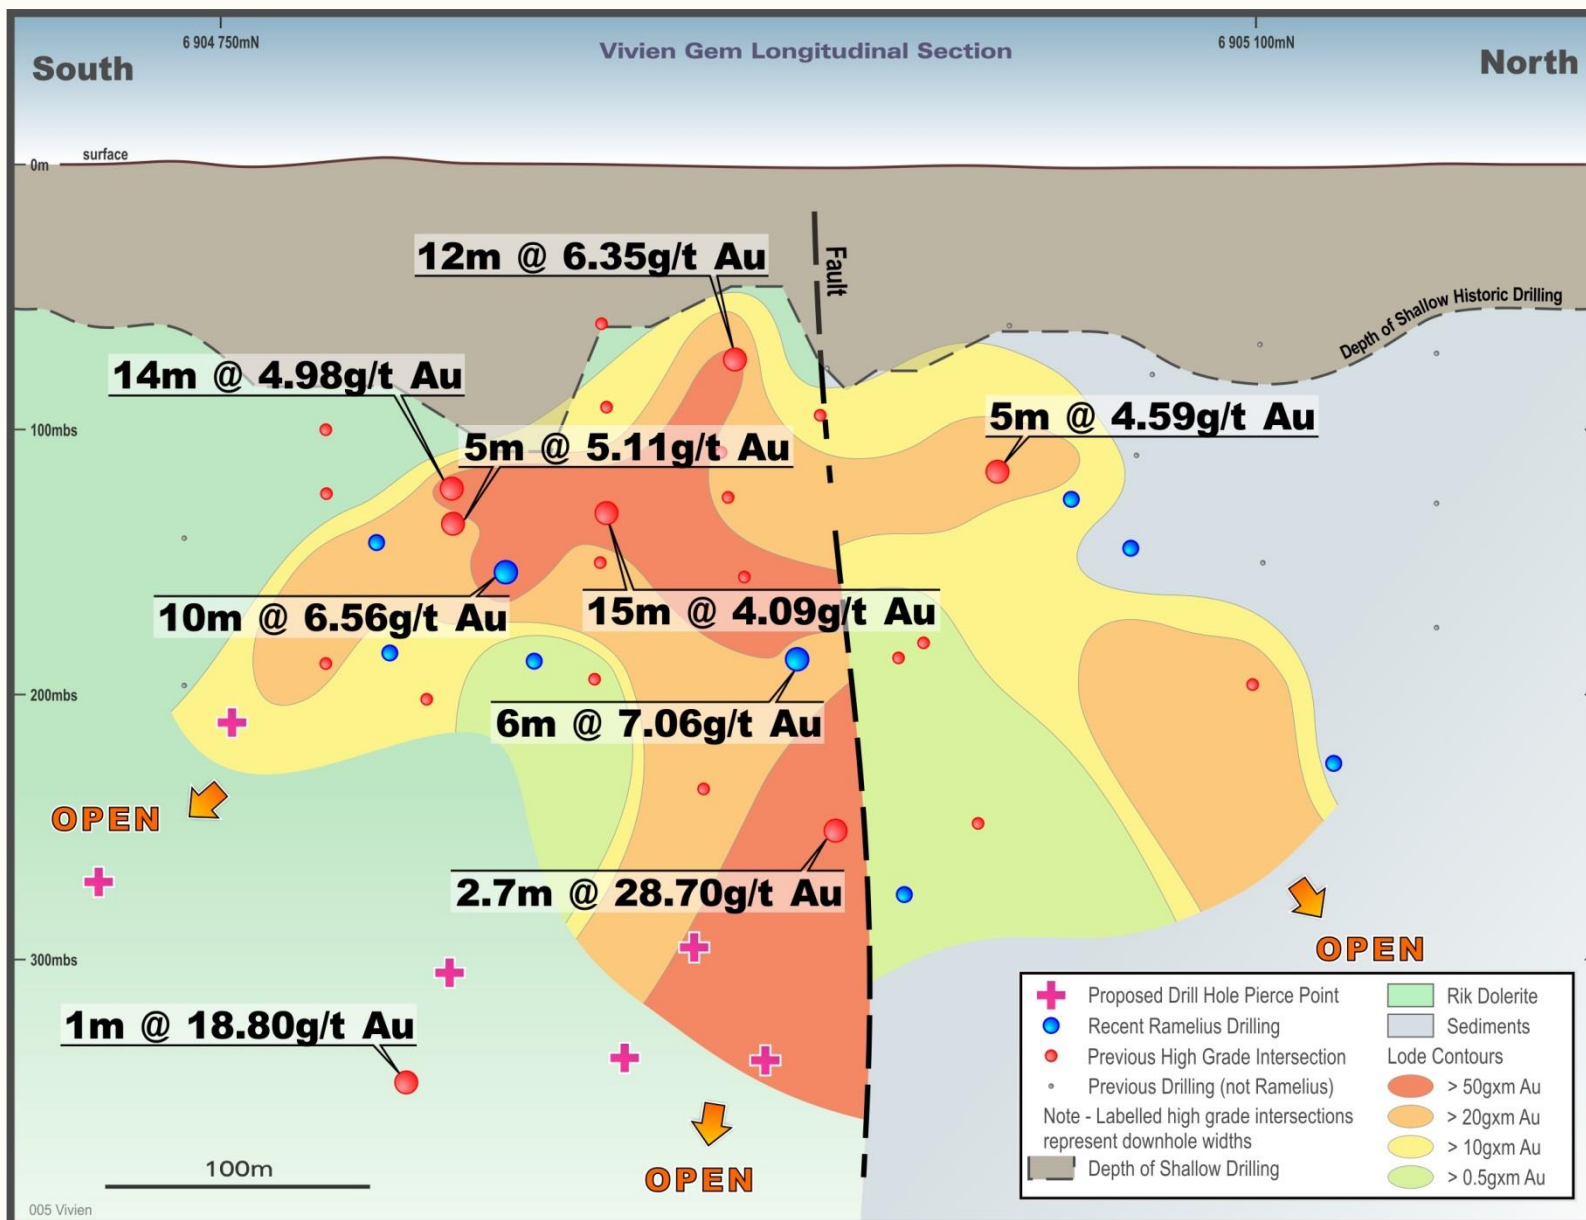 6 904 750mN
6 905 100mN
Vivien Gem Longitudinal Section
South
North
surface
0m
12m @ 6.35g/t Au
Fault
Depth of Shallow Historic Drilling
14m @ 4.98g/t Au
5m @ 5.11g/t Au
5m @ 4.59g/t Au
100mbs
10m @ 6.56g/t Au
15m @ 4.09g/t Au
200mbs
6m @ 7.06g/t Au
OPEN
2.7m @ 28.70g/t Au
OPEN
300mbs
1m @ 18.80g/t Au
OPEN
100m
005 Vivien
Proposed Drill Hole Pierce Point
Recent Ramelius Drilling
Previous High Grade Intersection
Previous Drilling (not Ramelius)
Note - Labelled high grade intersections
represent downhole widths
Depth of Shallow Drilling
Rik Dolerite
Sediments
Lode Contours
> 50gxm Au
> 20gxm Au
> 10gxm Au
> 0.5gxm Au